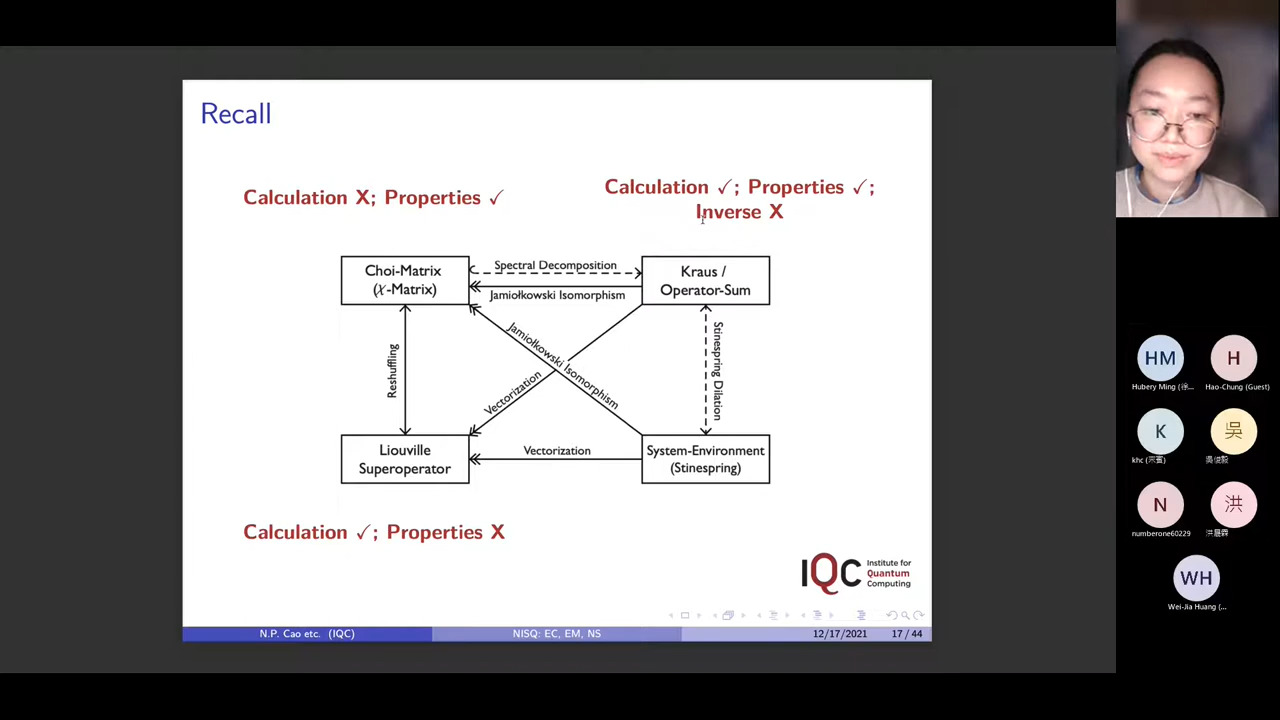 Recall
Calculation X; Properties ✓
Calculation ✓; Properties ✓;
Inverse X
Choi-Matrix
(χ-Matrix)
Spectral Decomposition
Jamiołkowski Isomorphism
Kraus /
Operator-Sum
Reshuffling
Jamiołkowski Isomorphism
Vectorization
Stinespring Dilation
Liouville
Superoperator
Vectorization
System-Environment
(Stinespring)
Calculation ✓; Properties X
IQC
Institute for
Quantum
Computing
N.P. Cao etc. (IQC)
NISQ: EC, EM, NS
12/17/2021
17 / 44
HM
Hubery Ming (徐...
H
Hao-Chung (Guest)
K
吳
N
numberone60229
洪
WH
Wei-Jia Huang (...